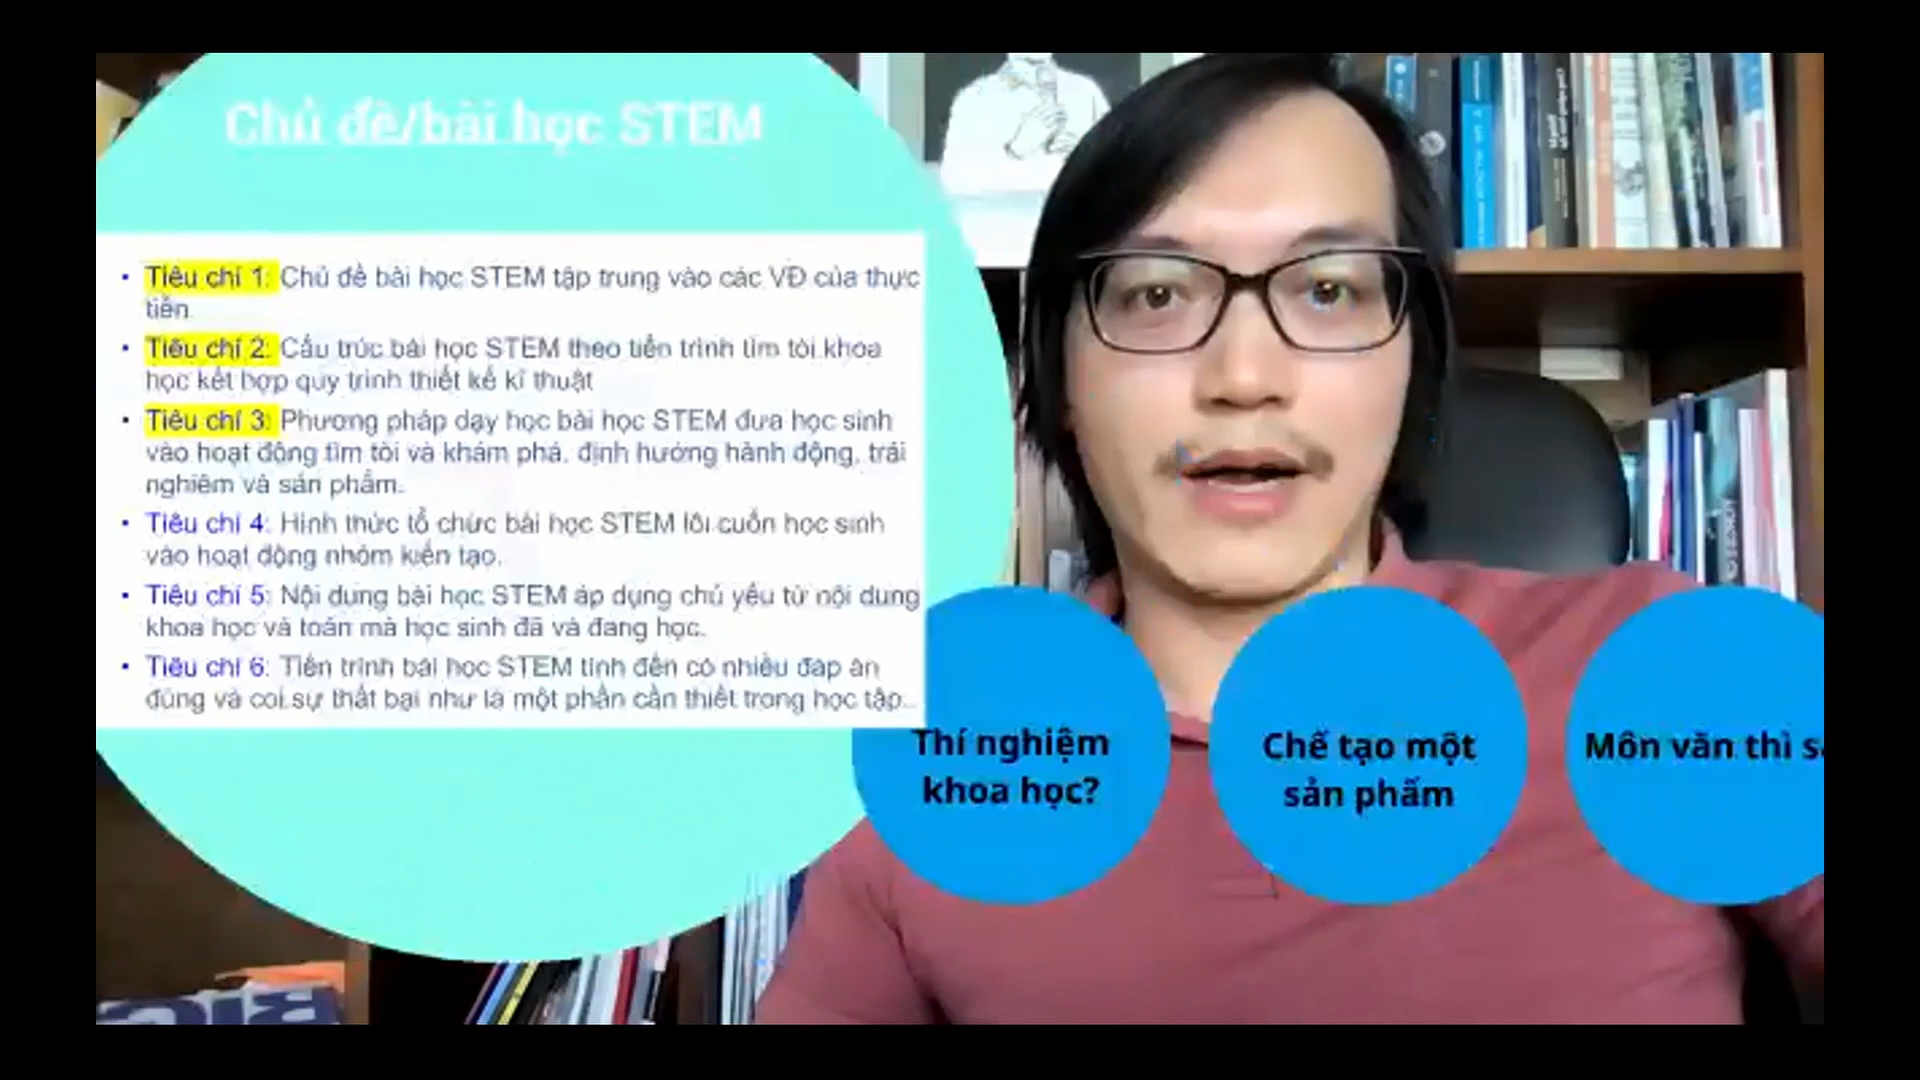 Chủ đề/bài học STEM
• Tiêu chí 1: Chủ đề bài học STEM tập trung vào các VĐ của thực
tiễn
• Tiêu chí 2: Cấu trúc bài học STEM theo tiến trình tìm tòi khoa
học kết hợp quy trình thiết kế kĩ thuật
• Tiêu chí 3: Phương pháp dạy học bài học STEM đưa học sinh
vào hoạt động tìm tòi và khám phá, định hướng hành động, trải
nghiệm và sản phẩm.
• Tiêu chí 4: Hình thức tổ chức bài học STEM lôi cuốn học sinh
vào hoạt động nhóm kiến tạo.
• Tiêu chí 5: Nội dung bài học STEM áp dụng chủ yếu từ nội dung
khoa học và toán mà học sinh đã và đang học.
• Tiêu chí 6: Tiến trình bài học STEM tính đến có nhiều đáp án
đúng và coi sự thất bại như là một phần cần thiết trong học tập..
Thí nghiệm
khoa học?
Chế tạo một
sản phẩm
Môn văn thì